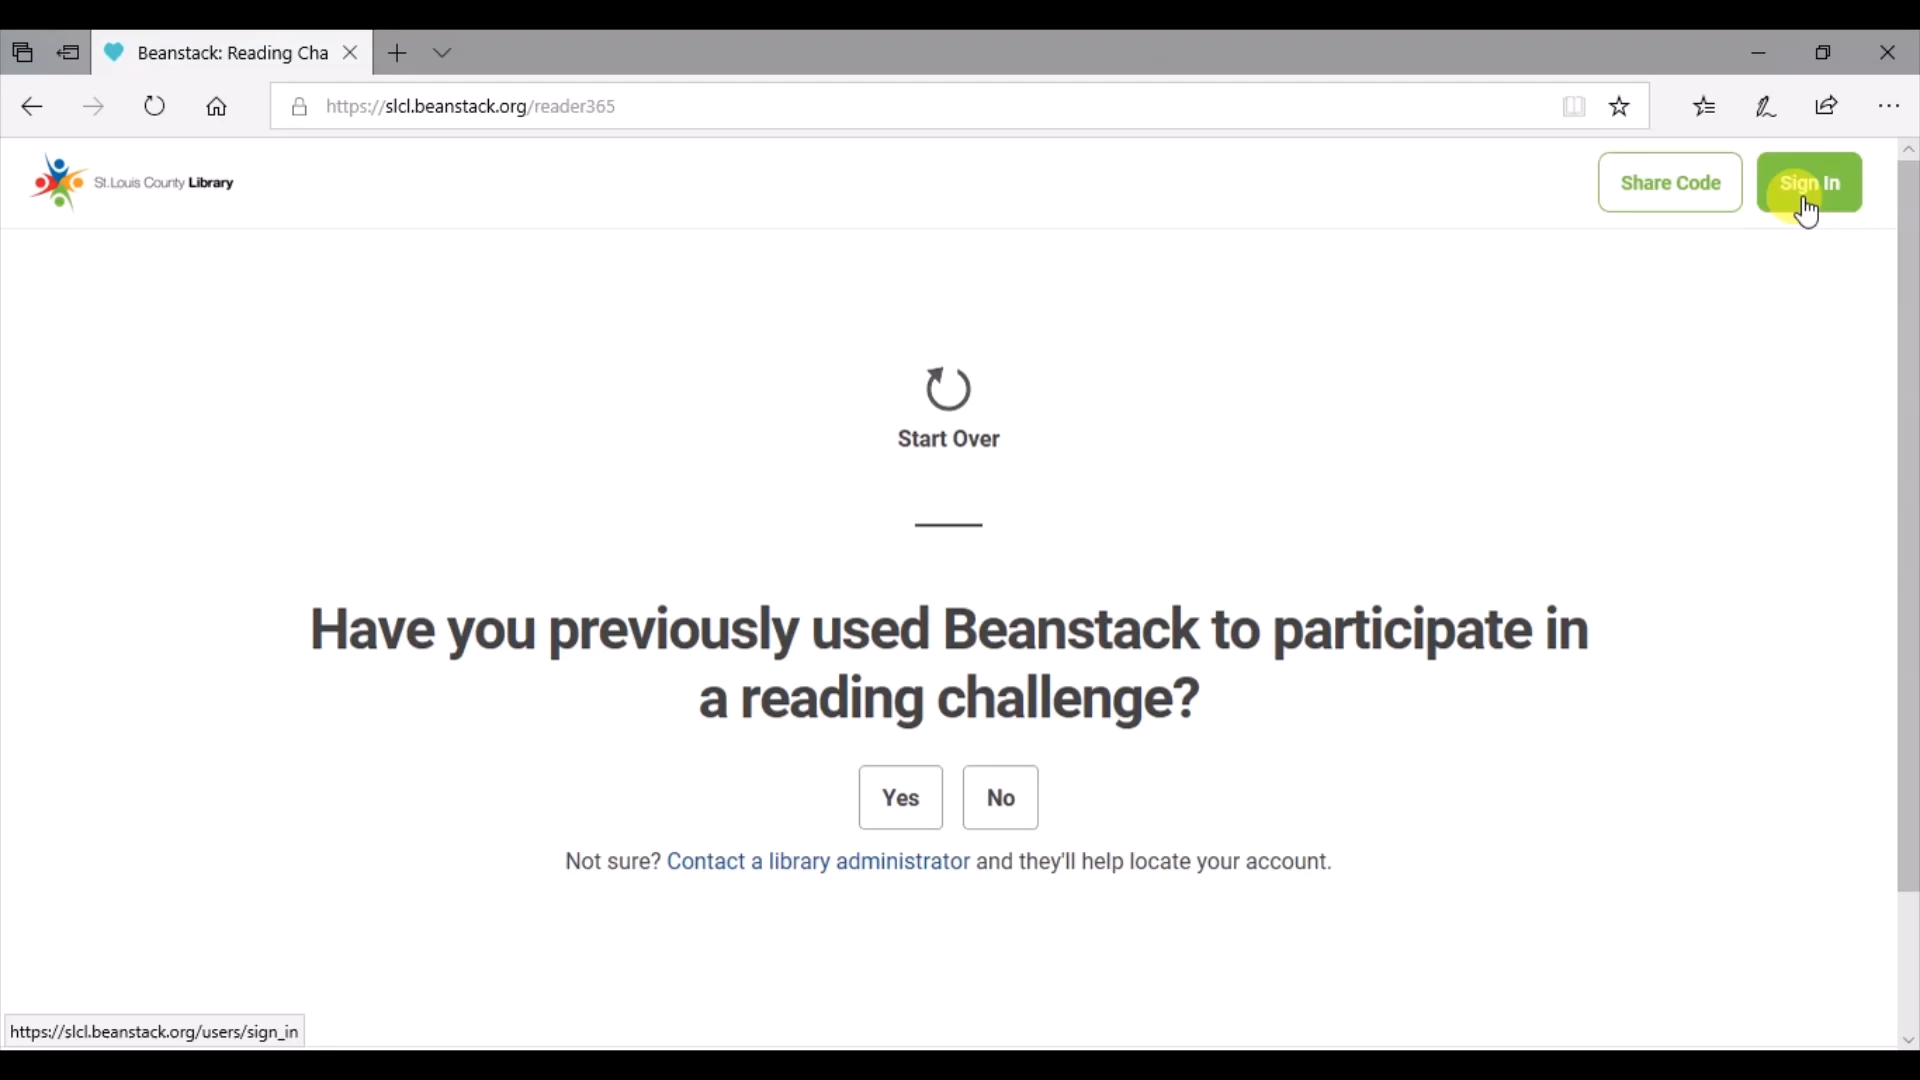 Beanstack: Reading Cha
https://slcl.beanstack.org/reader365
St.Louis County Library
Share Code
Sign In
Start Over
Have you previously used Beanstack to participate in
a reading challenge?
Yes
No
Not sure? Contact a library administrator and they'll help locate your account.
https://slcl.beanstack.org/users/sign_in